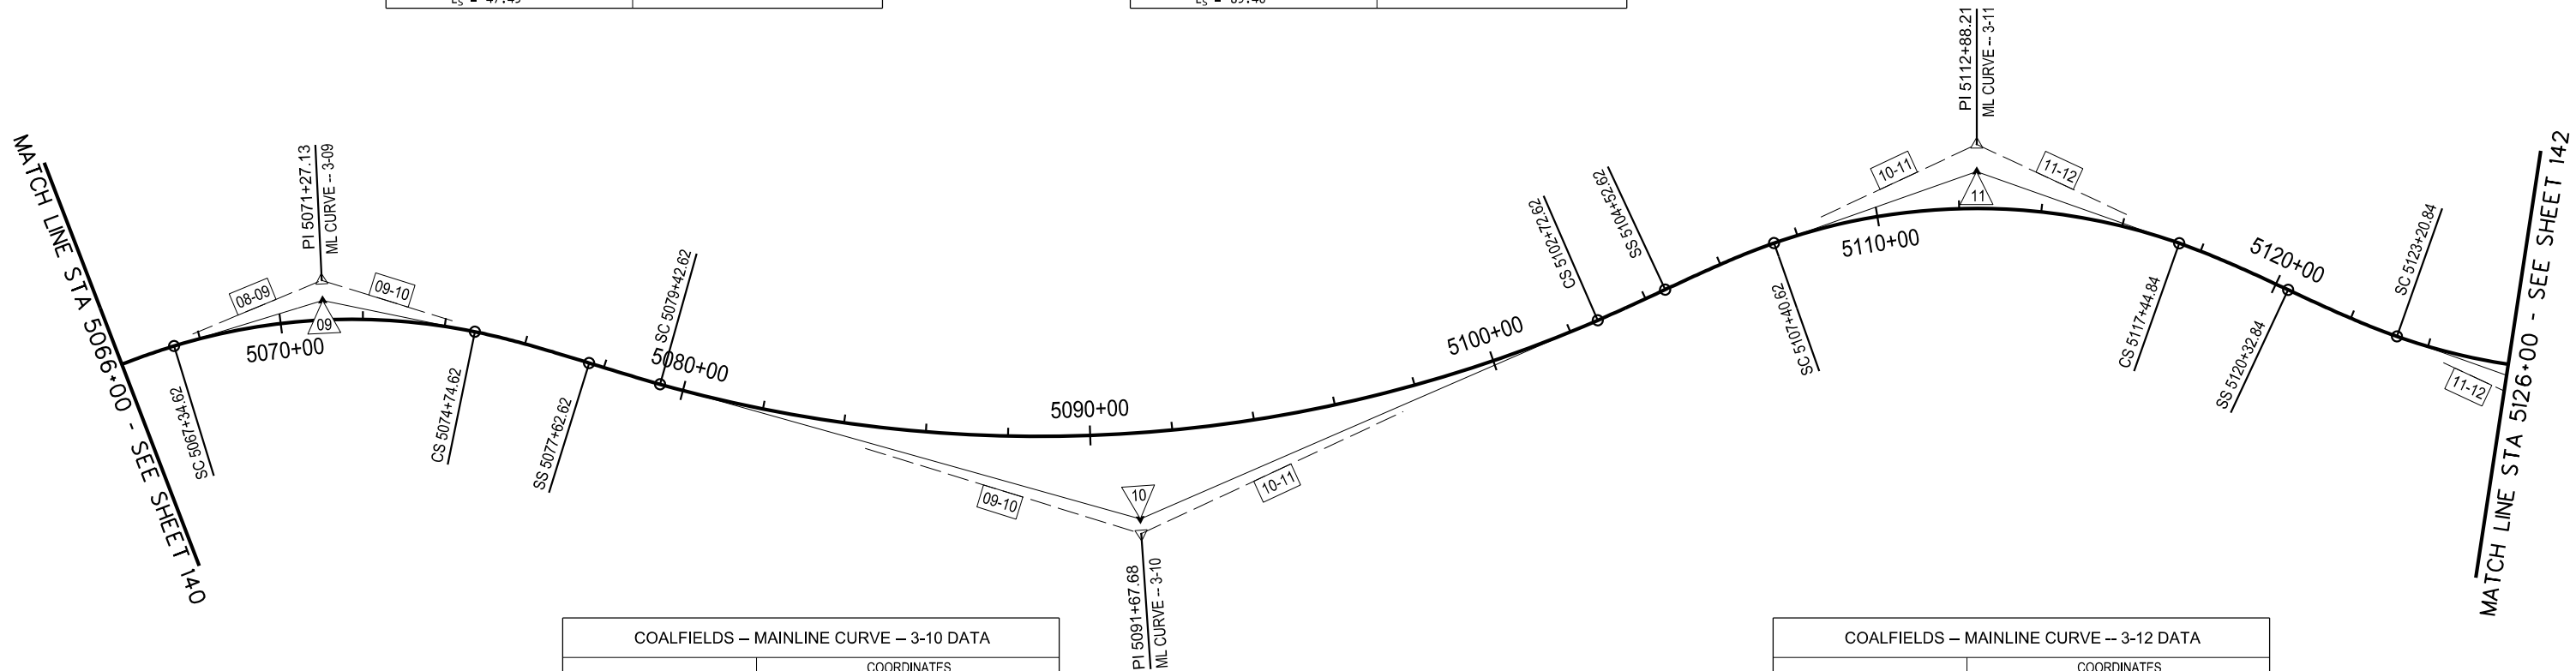 PI 5112+88.21
ML CURVE -- 3-11
MATCH LINE STA 5066+00 - SEE SHEET 140
PI 5071+27.13
ML CURVE -- 3-09
08-09
09-10
09
5070+00
SC 5067+34.62
CS 5074+74.62
SS 5077+62.62
SC 5079+42.62
5080+00
5090+00
09-10
10
10-11
PI 5091+67.68
ML CURVE -- 3-10
5100+00
CS 5102+72.62
SS 5104+52.62
10-11
11-12
11
5110+00
SC 5107+40.62
CS 5117+44.84
5120+00
SS 5120+32.84
SC 5123+20.84
11-12
MATCH LINE STA 5126+00 - SEE SHEET 142
COALFIELDS – MAINLINE CURVE – 3-10 DATA
COORDINATES
COALFIELDS – MAINLINE CURVE -- 3-12 DATA
COORDINATES